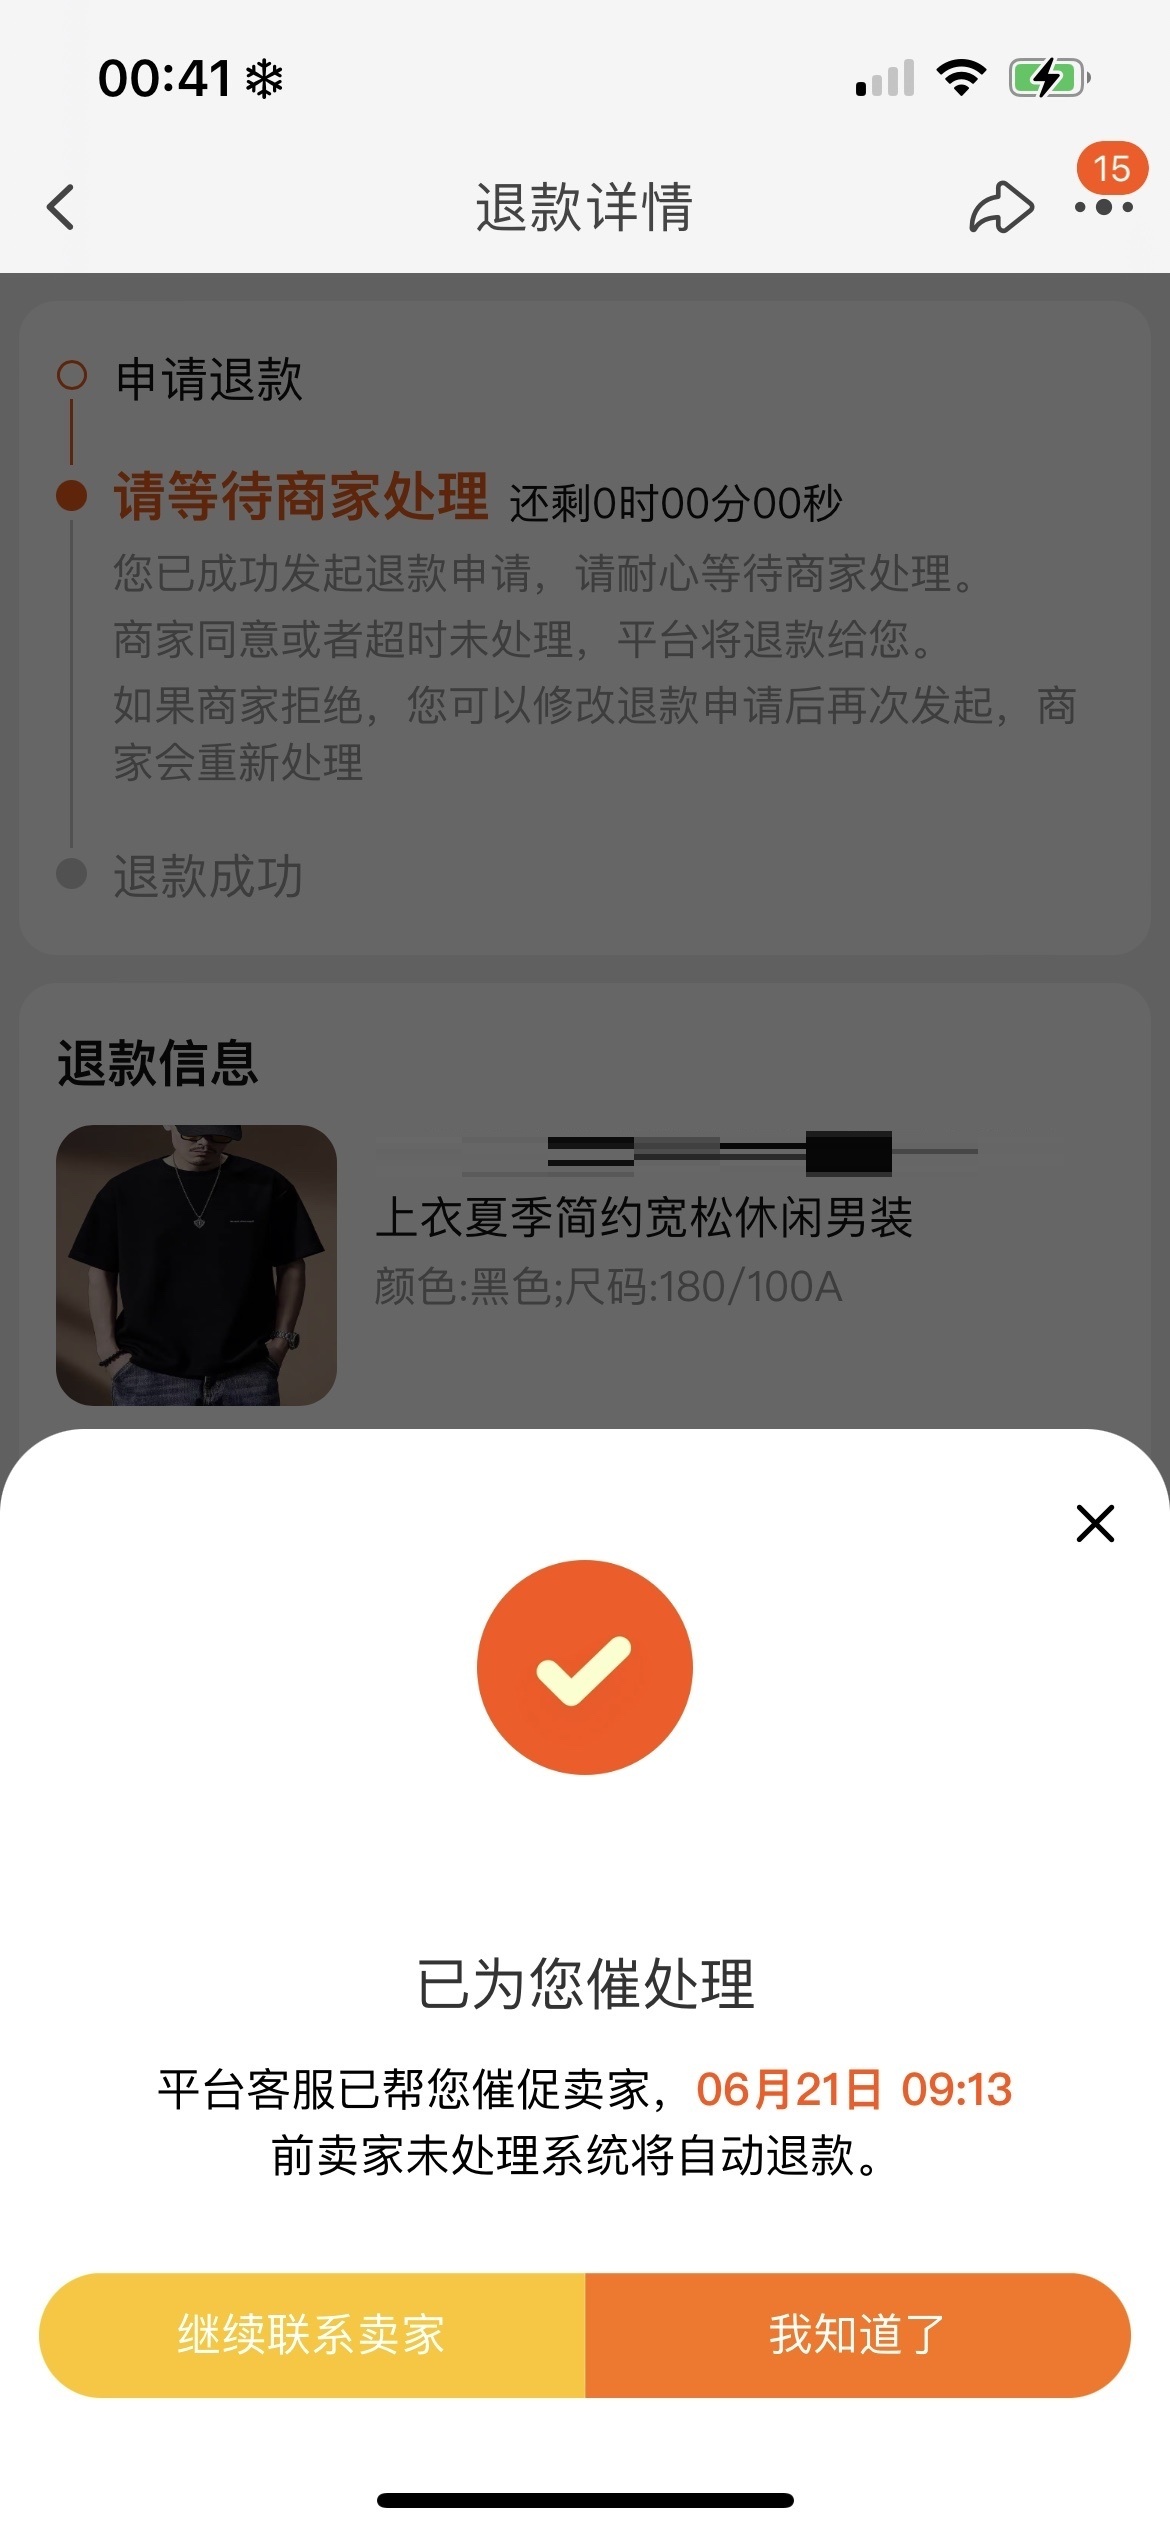 00:41
15
退款详情
申请退款
请等待商家处理 还剩0时00分00秒
您已成功发起退款申请，请耐心等待商家处理。
商家同意或者超时未处理，平台将退款给您。
如果商家拒绝，您可以修改退款申请后再次发起，商
家会重新处理
退款成功
退款信息
上衣夏季简约宽松休闲男装
颜色:黑色;尺码:180/100A
已为您催处理
平台客服已帮您催促卖家，06月21日 09:13
前卖家未处理系统将自动退款。
继续联系卖家
我知道了